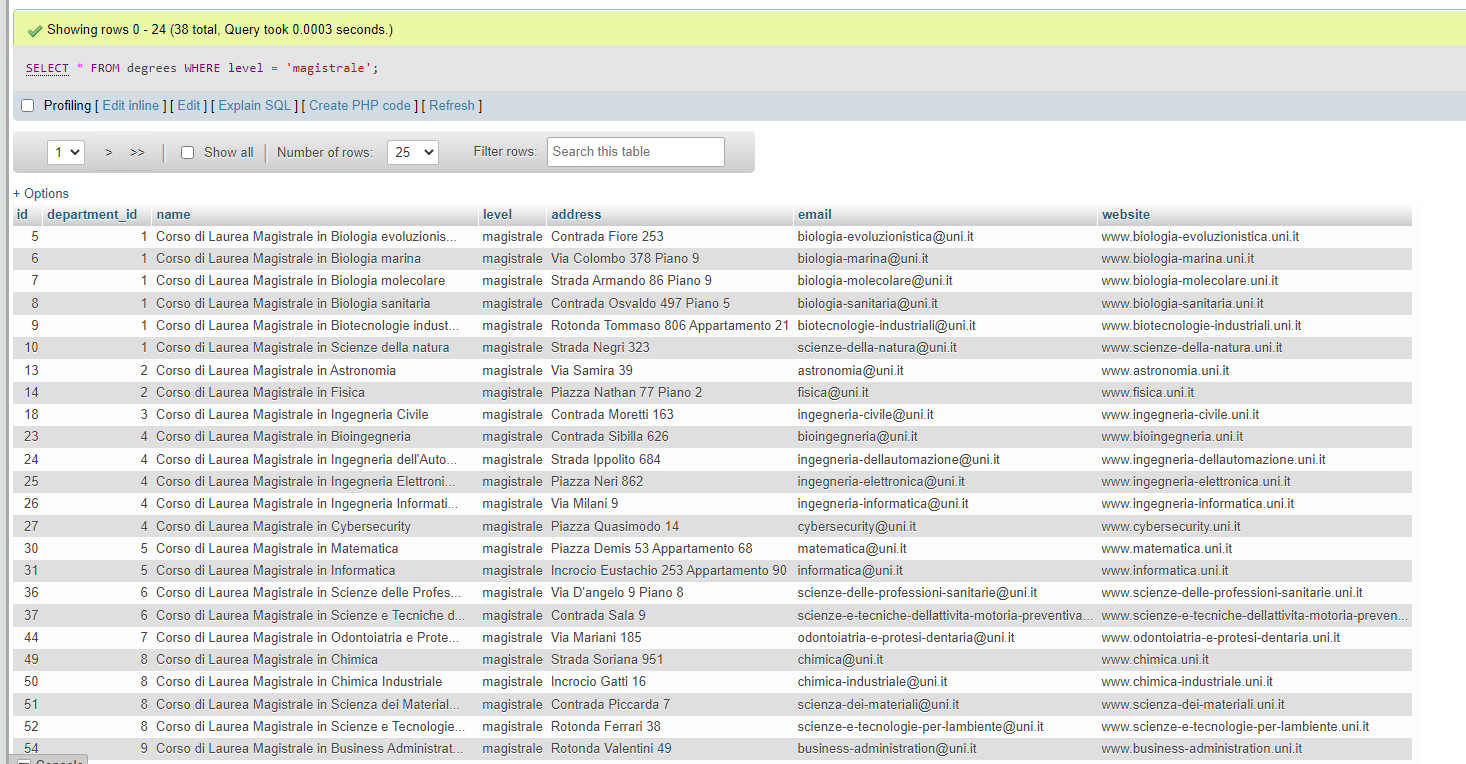 Showing rows 0 - 24 (38 total, Query took 0.0003 seconds.)
SELECT * FROM degrees WHERE level = 'magistrale';
Profiling [ Edit inline ] [ Edit ] [ Explain SQL ] [ Create PHP code ] [ Refresh ]
1 > >> Show all Number of rows: 25 Filter rows: Search this table
+ Options
id department_id name level address email website
5 1 Corso di Laurea Magistrale in Biologia evoluzionis... magistrale Contrada Fiore 253 biologia-evoluzionistica@uni.it www.biologia-evoluzionistica.uni.it
6 1 Corso di Laurea Magistrale in Biologia marina magistrale Via Colombo 378 Piano 9 biologia-marina@uni.it www.biologia-marina.uni.it
7 1 Corso di Laurea Magistrale in Biologia molecolare magistrale Strada Armando 86 Piano 9 biologia-molecolare@uni.it www.biologia-molecolare.uni.it
8 1 Corso di Laurea Magistrale in Biologia sanitaria magistrale Contrada Osvaldo 497 Piano 5 biologia-sanitaria@uni.it www.biologia-sanitaria.uni.it
9 1 Corso di Laurea Magistrale in Biotecnologie indust... magistrale Rotonda Tommaso 806 Appartamento 21 biotecnologie-industriali@uni.it www.biotecnologie-industriali.uni.it
10 1 Corso di Laurea Magistrale in Scienze della natura magistrale Strada Negri 323 scienze-della-natura@uni.it www.scienze-della-natura.uni.it
13 2 Corso di Laurea Magistrale in Astronomia magistrale Via Samira 39 astronomia@uni.it www.astronomia.uni.it
14 2 Corso di Laurea Magistrale in Fisica magistrale Piazza Nathan 77 Piano 2 fisica@uni.it www.fisica.uni.it
18 3 Corso di Laurea Magistrale in Ingegneria Civile magistrale Contrada Moretti 163 ingegneria-civile@uni.it www.ingegneria-civile.uni.it
23 4 Corso di Laurea Magistrale in Bioingegneria magistrale Contrada Sibilla 626 bioingegneria@uni.it www.bioingegneria.uni.it
24 4 Corso di Laurea Magistrale in Ingegneria dell'Auto... magistrale Strada Ippolito 684 ingegneria-dellautomazione@uni.it www.ingegneria-dellautomazione.uni.it
25 4 Corso di Laurea Magistrale in Ingegneria Elettroni... magistrale Piazza Neri 862 ingegneria-elettronica@uni.it www.ingegneria-elettronica.uni.it
26 4 Corso di Laurea Magistrale in Ingegneria Informati... magistrale Via Milani 9 ingegneria-informatica@uni.it www.ingegneria-informatica.uni.it
27 4 Corso di Laurea Magistrale in Cybersecurity magistrale Piazza Quasimodo 14 cybersecurity@uni.it www.cybersecurity.uni.it
30 5 Corso di Laurea Magistrale in Matematica magistrale Piazza Demis 53 Appartamento 68 matematica@uni.it www.matematica.uni.it
31 5 Corso di Laurea Magistrale in Informatica magistrale Incrocio Eustachio 253 Appartamento 90 informatica@uni.it www.informatica.uni.it
36 6 Corso di Laurea Magistrale in Scienze delle Profes... magistrale Via D'angelo 9 Piano 8 scienze-delle-professioni-sanitarie@uni.it www.scienze-delle-professioni-sanitarie.uni.it
37 6 Corso di Laurea Magistrale in Scienze e Tecniche d... magistrale Contrada Sala 9 scienze-e-tecniche-dellattivita-motoria-preventiva... www.scienze-e-tecniche-dellattivita-motoria-preven...
44 7 Corso di Laurea Magistrale in Odontoiatria e Prote... magistrale Via Mariani 185 odontoiatria-e-protesi-dentaria@uni.it www.odontoiatria-e-protesi-dentaria.uni.it
49 8 Corso di Laurea Magistrale in Chimica magistrale Strada Soriana 951 chimica@uni.it www.chimica.uni.it
50 8 Corso di Laurea Magistrale in Chimica Industriale magistrale Incrocio Gatti 16 chimica-industriale@uni.it www.chimica-industriale.uni.it
51 8 Corso di Laurea Magistrale in Scienza dei Material... magistrale Contrada Piccarda 7 scienza-dei-materiali@uni.it www.scienza-dei-materiali.uni.it
52 8 Corso di Laurea Magistrale in Scienze e Tecnologie... magistrale Rotonda Ferrari 38 scienze-e-tecnologie-per-lambiente@uni.it www.scienze-e-tecnologie-per-lambiente.uni.it
54 9 Corso di Laurea Magistrale in Business Administrat... magistrale Rotonda Valentini 49 business-administration@uni.it www.business-administration.uni.it
Console